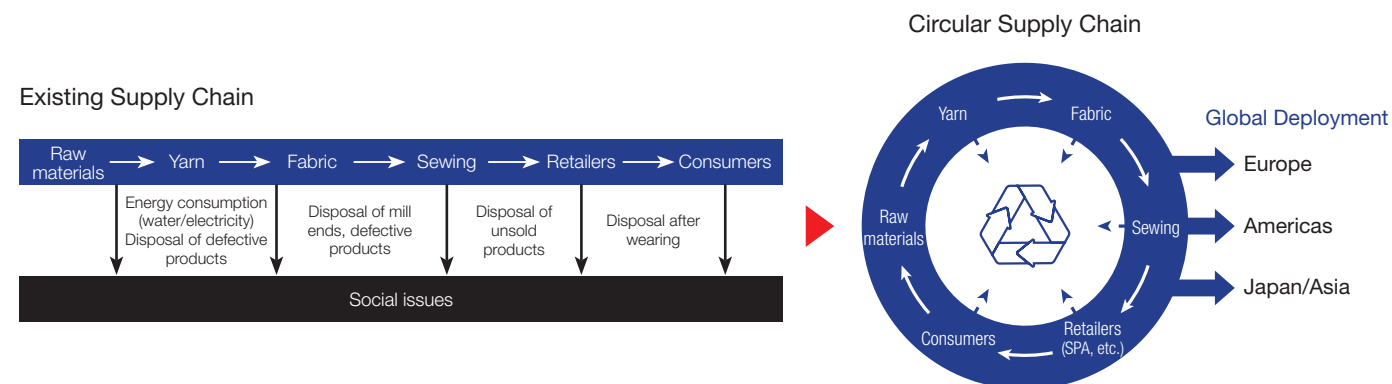 Existing Supply Chain
Raw
materials
Yarn
Fabric
Sewing
Retailers
Consumers
Energy consumption
(water/electricity)
Disposal of defective
products
Disposal of mill
ends, defective
products
Disposal of
unsold
products
Disposal after
wearing
Social issues
Circular Supply Chain
Yarn
Fabric
Raw
materials
Sewing
Consumers
Retailers
(SPA, etc.)
Global Deployment
Europe
Americas
Japan/Asia